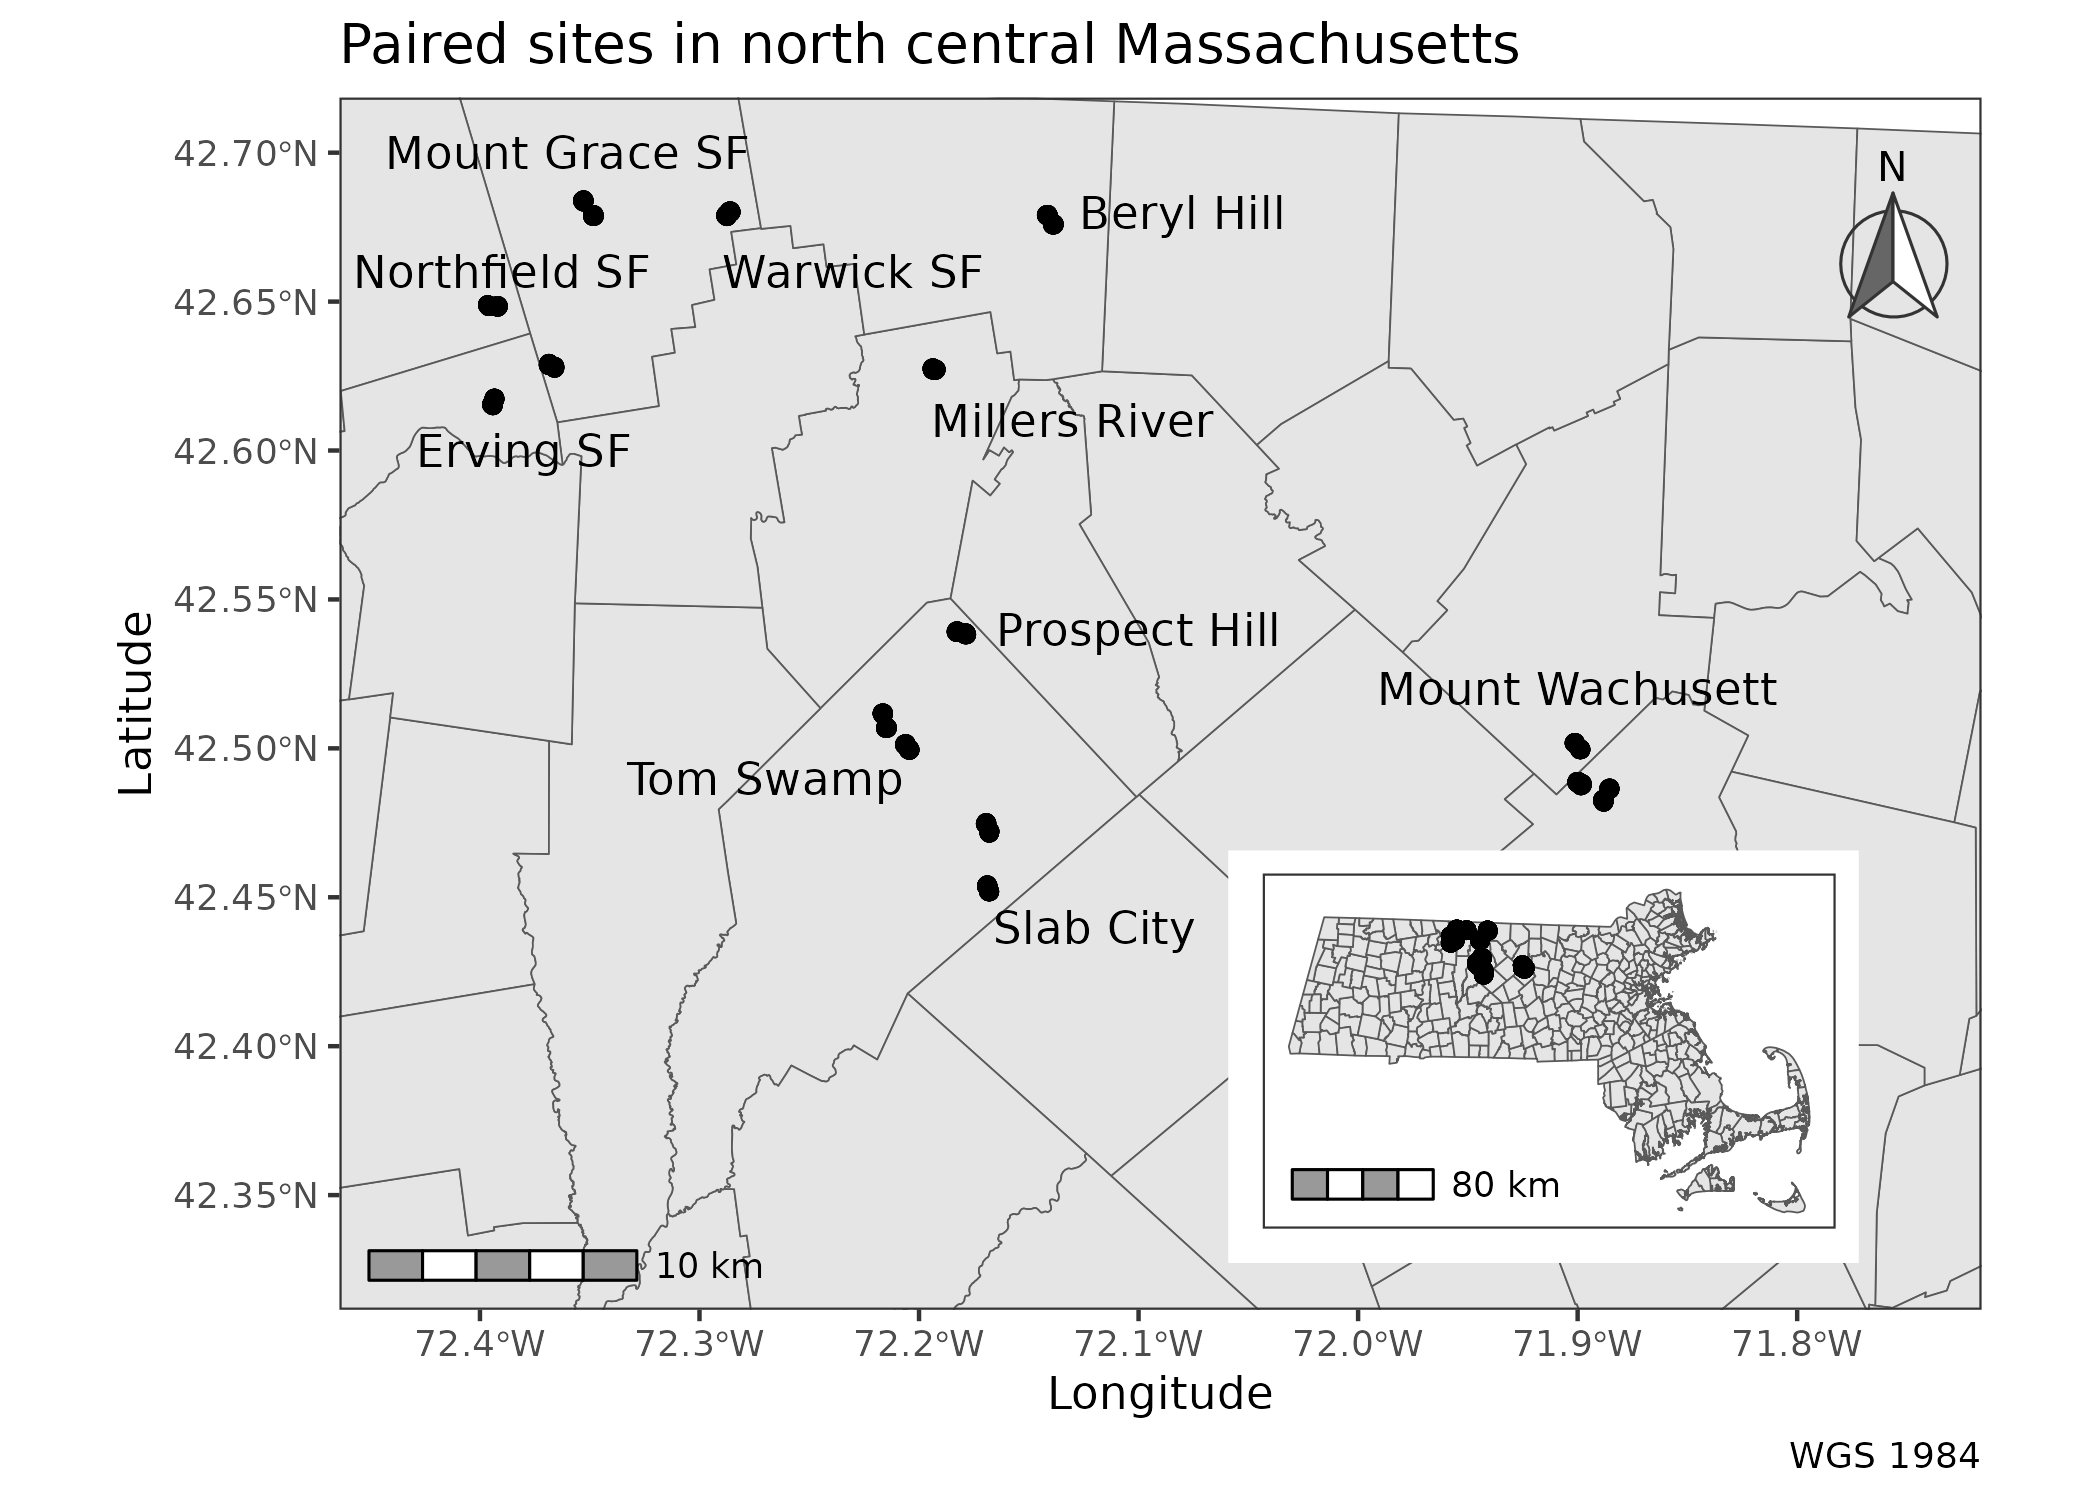 Paired sites in north central Massachusetts
42.70°N
42.65°N
42.60°N
42.55°N
42.50°N
42.45°N
42.40°N
42.35°N
Latitude
Mount Grace SF
N
Beryl Hill
Northfield SF
Warwick SF
Millers River
Erving SF
Prospect Hill
Mount Wachusett
Tom Swamp
Slab City
80 km
10 km
72.4°W
72.3°W
72.2°W
72.1°W
72.0°W
71.9°W
71.8°W
Longitude
WGS 1984